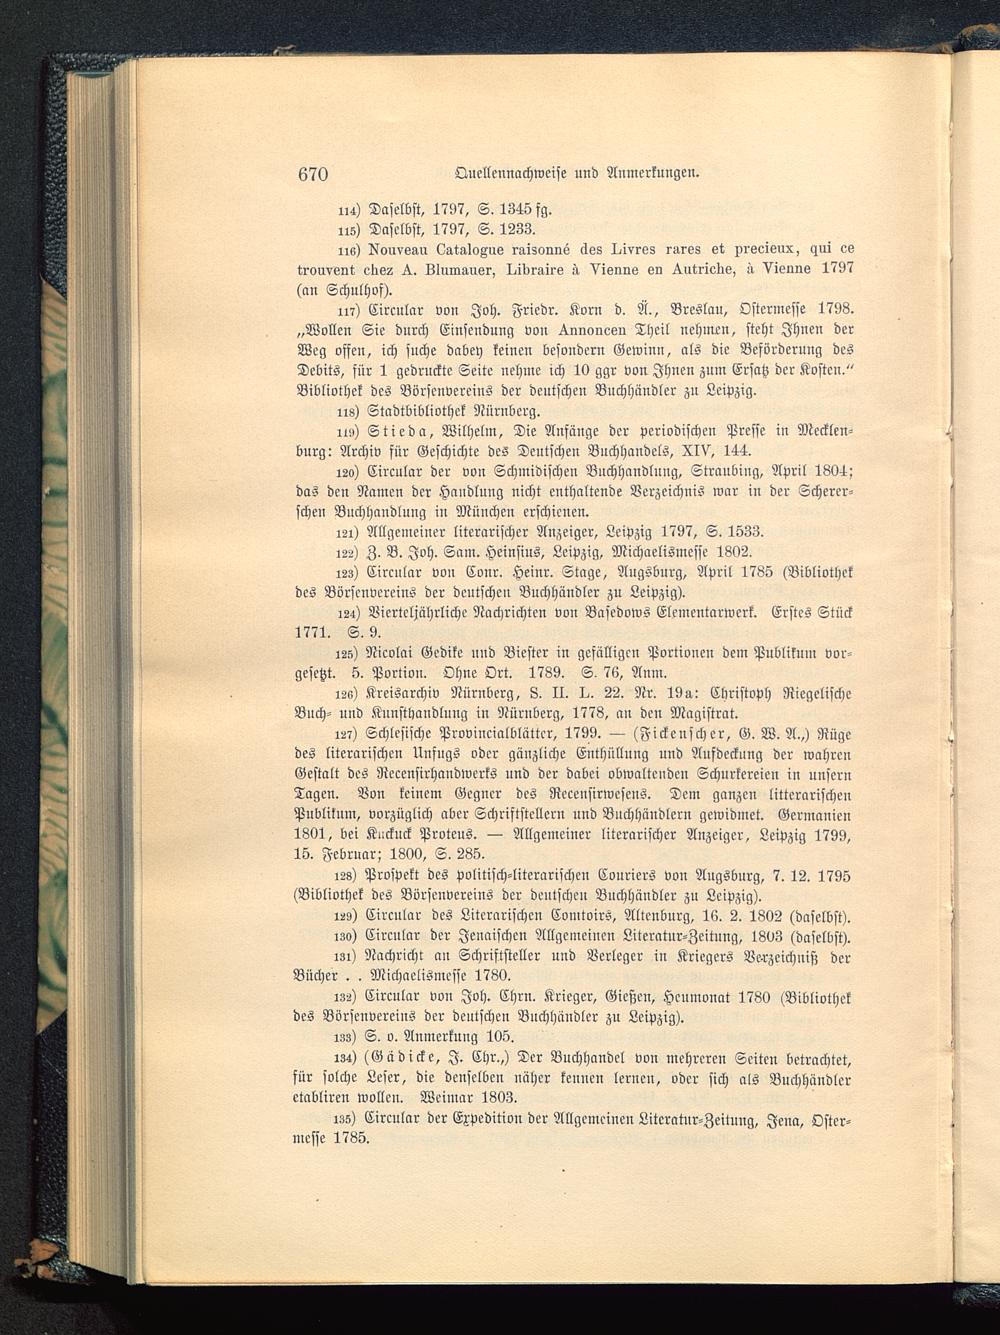 670 Quellennachweise und Anmerkungen.
114) Daselbst, 1797, S. 1345 fg.
115) Daselbst, 1797, S. 1233.
116) Nouveau Catalogue raisonné des Livres rares et precieux, qui ce
trouvent chez A. Blumauer, Libraire à Vienne en Autriche, à Vienne 1797
(an Schulhof).
117) Circular von Joh. Friedr. Korn d. Ä., Breslau, Ostermesse 1798.
„Wollen Sie durch Einsendung von Annoncen Theil nehmen, steht Ihnen der
Weg offen, ich suche dabey keinen besondern Gewinn, als die Beförderung des
Debits, für 1 gedruckte Seite nehme ich 10 ggr von Ihnen zum Ersatz der Kosten.“
Bibliothek des Börsenvereins der deutschen Buchhändler zu Leipzig.
118) Stadtbibliothek Nürnberg.
119) Stieda, Wilhelm, Die Anfänge der periodischen Presse in Mecklen-
burg: Archiv für Geschichte des Deutschen Buchhandels, XIV, 144.
120) Circular der von Schmidischen Buchhandlung, Straubing, April 1804;
das den Namen der Handlung nicht enthaltende Verzeichnis war in der Scherer-
schen Buchhandlung in München erschienen.
121) Allgemeiner literarischer Anzeiger, Leipzig 1797, S. 1533.
122) Z. B. Joh. Sam. Heinsius, Leipzig, Michaelismesse 1802.
123) Circular von Conr. Heinr. Stage, Augsburg, April 1785 (Bibliothek
des Börsenvereins der deutschen Buchhändler zu Leipzig).
124) Vierteljährliche Nachrichten von Basedows Elementarwerk. Erstes Stück
1771. S. 9.
125) Nicolai Gedike und Biester in gefälligen Portionen dem Publikum vor-
gesetzt. 5. Portion. Ohne Ort. 1789. S. 76, Anm.
126) Kreisarchiv Nürnberg, S. II. L. 22. Nr. 19a: Christoph Riegelische
Buch- und Kunsthandlung in Nürnberg, 1778, an den Magistrat.
127) Schlesische Provincialblätter, 1799. — (Fickenscher, G. W. A.,) Rüge
des literarischen Unfugs oder gänzliche Enthüllung und Aufdeckung der wahren
Gestalt des Recensirhandwerks und der dabei obwaltenden Schurkereien in unsern
Tagen. Von keinem Gegner des Recensirwesens. Dem ganzen litterarischen
Publikum, vorzüglich aber Schriftstellern und Buchhändlern gewidmet. Germanien
1801, bei Kuckuck Proteus. — Allgemeiner literarischer Anzeiger, Leipzig 1799,
15. Februar; 1800, S. 285.
128) Prospekt des politisch-literarischen Couriers von Augsburg, 7. 12. 1795
(Bibliothek des Börsenvereins der deutschen Buchhändler zu Leipzig).
129) Circular des Literarischen Comtoirs, Altenburg, 16. 2. 1802 (daselbst).
130) Circular der Jenaischen Allgemeinen Literatur-Zeitung, 1803 (daselbst).
131) Nachricht an Schriftsteller und Verleger in Kriegers Verzeichniß der
Bücher . . Michaelismesse 1780.
132) Circular von Joh. Chrn. Krieger, Gießen, Heumonat 1780 (Bibliothek
des Börsenvereins der deutschen Buchhändler zu Leipzig).
133) S. o. Anmerkung 105.
134) (Gädicke, J. Chr.,) Der Buchhandel von mehreren Seiten betrachtet,
für solche Leser, die denselben näher kennen lernen, oder sich als Buchhändler
etabliren wollen. Weimar 1803.
135) Circular der Expedition der Allgemeinen Literatur-Zeitung, Jena, Oster-
messe 1785.